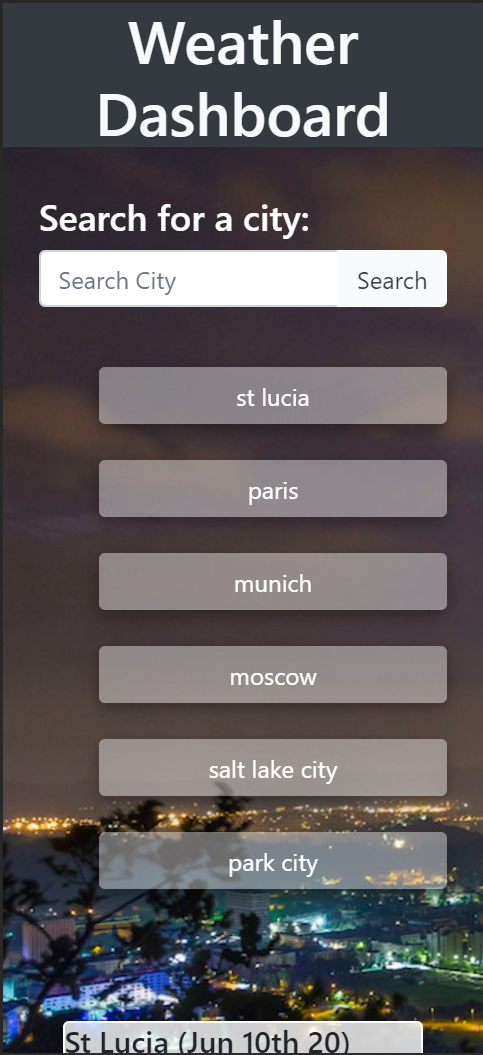 Weather
Dashboard
Search for a city:
Search City Search
st lucia
paris
munich
moscow
salt lake city
park city
St Lucia (Jun 10th 20)